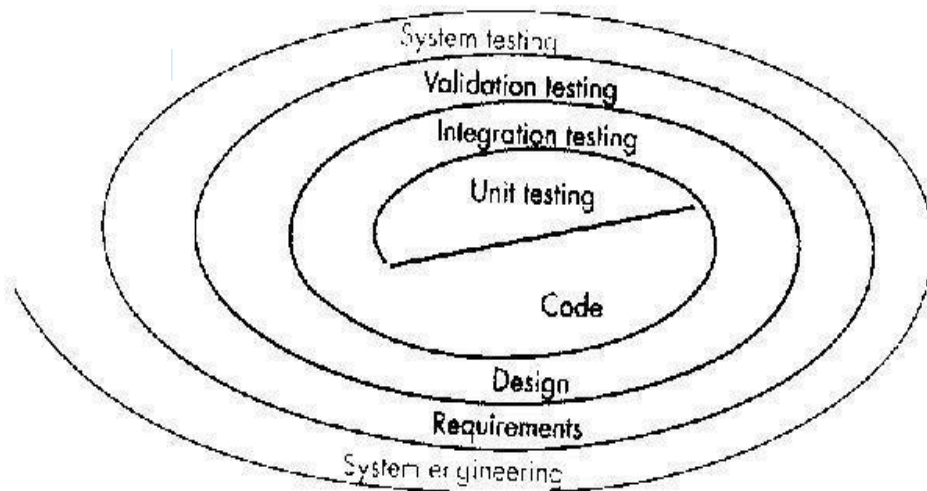 System testing
Validation testing
Integration testing
Unit testing
Code
Design
Requirements
System engineering